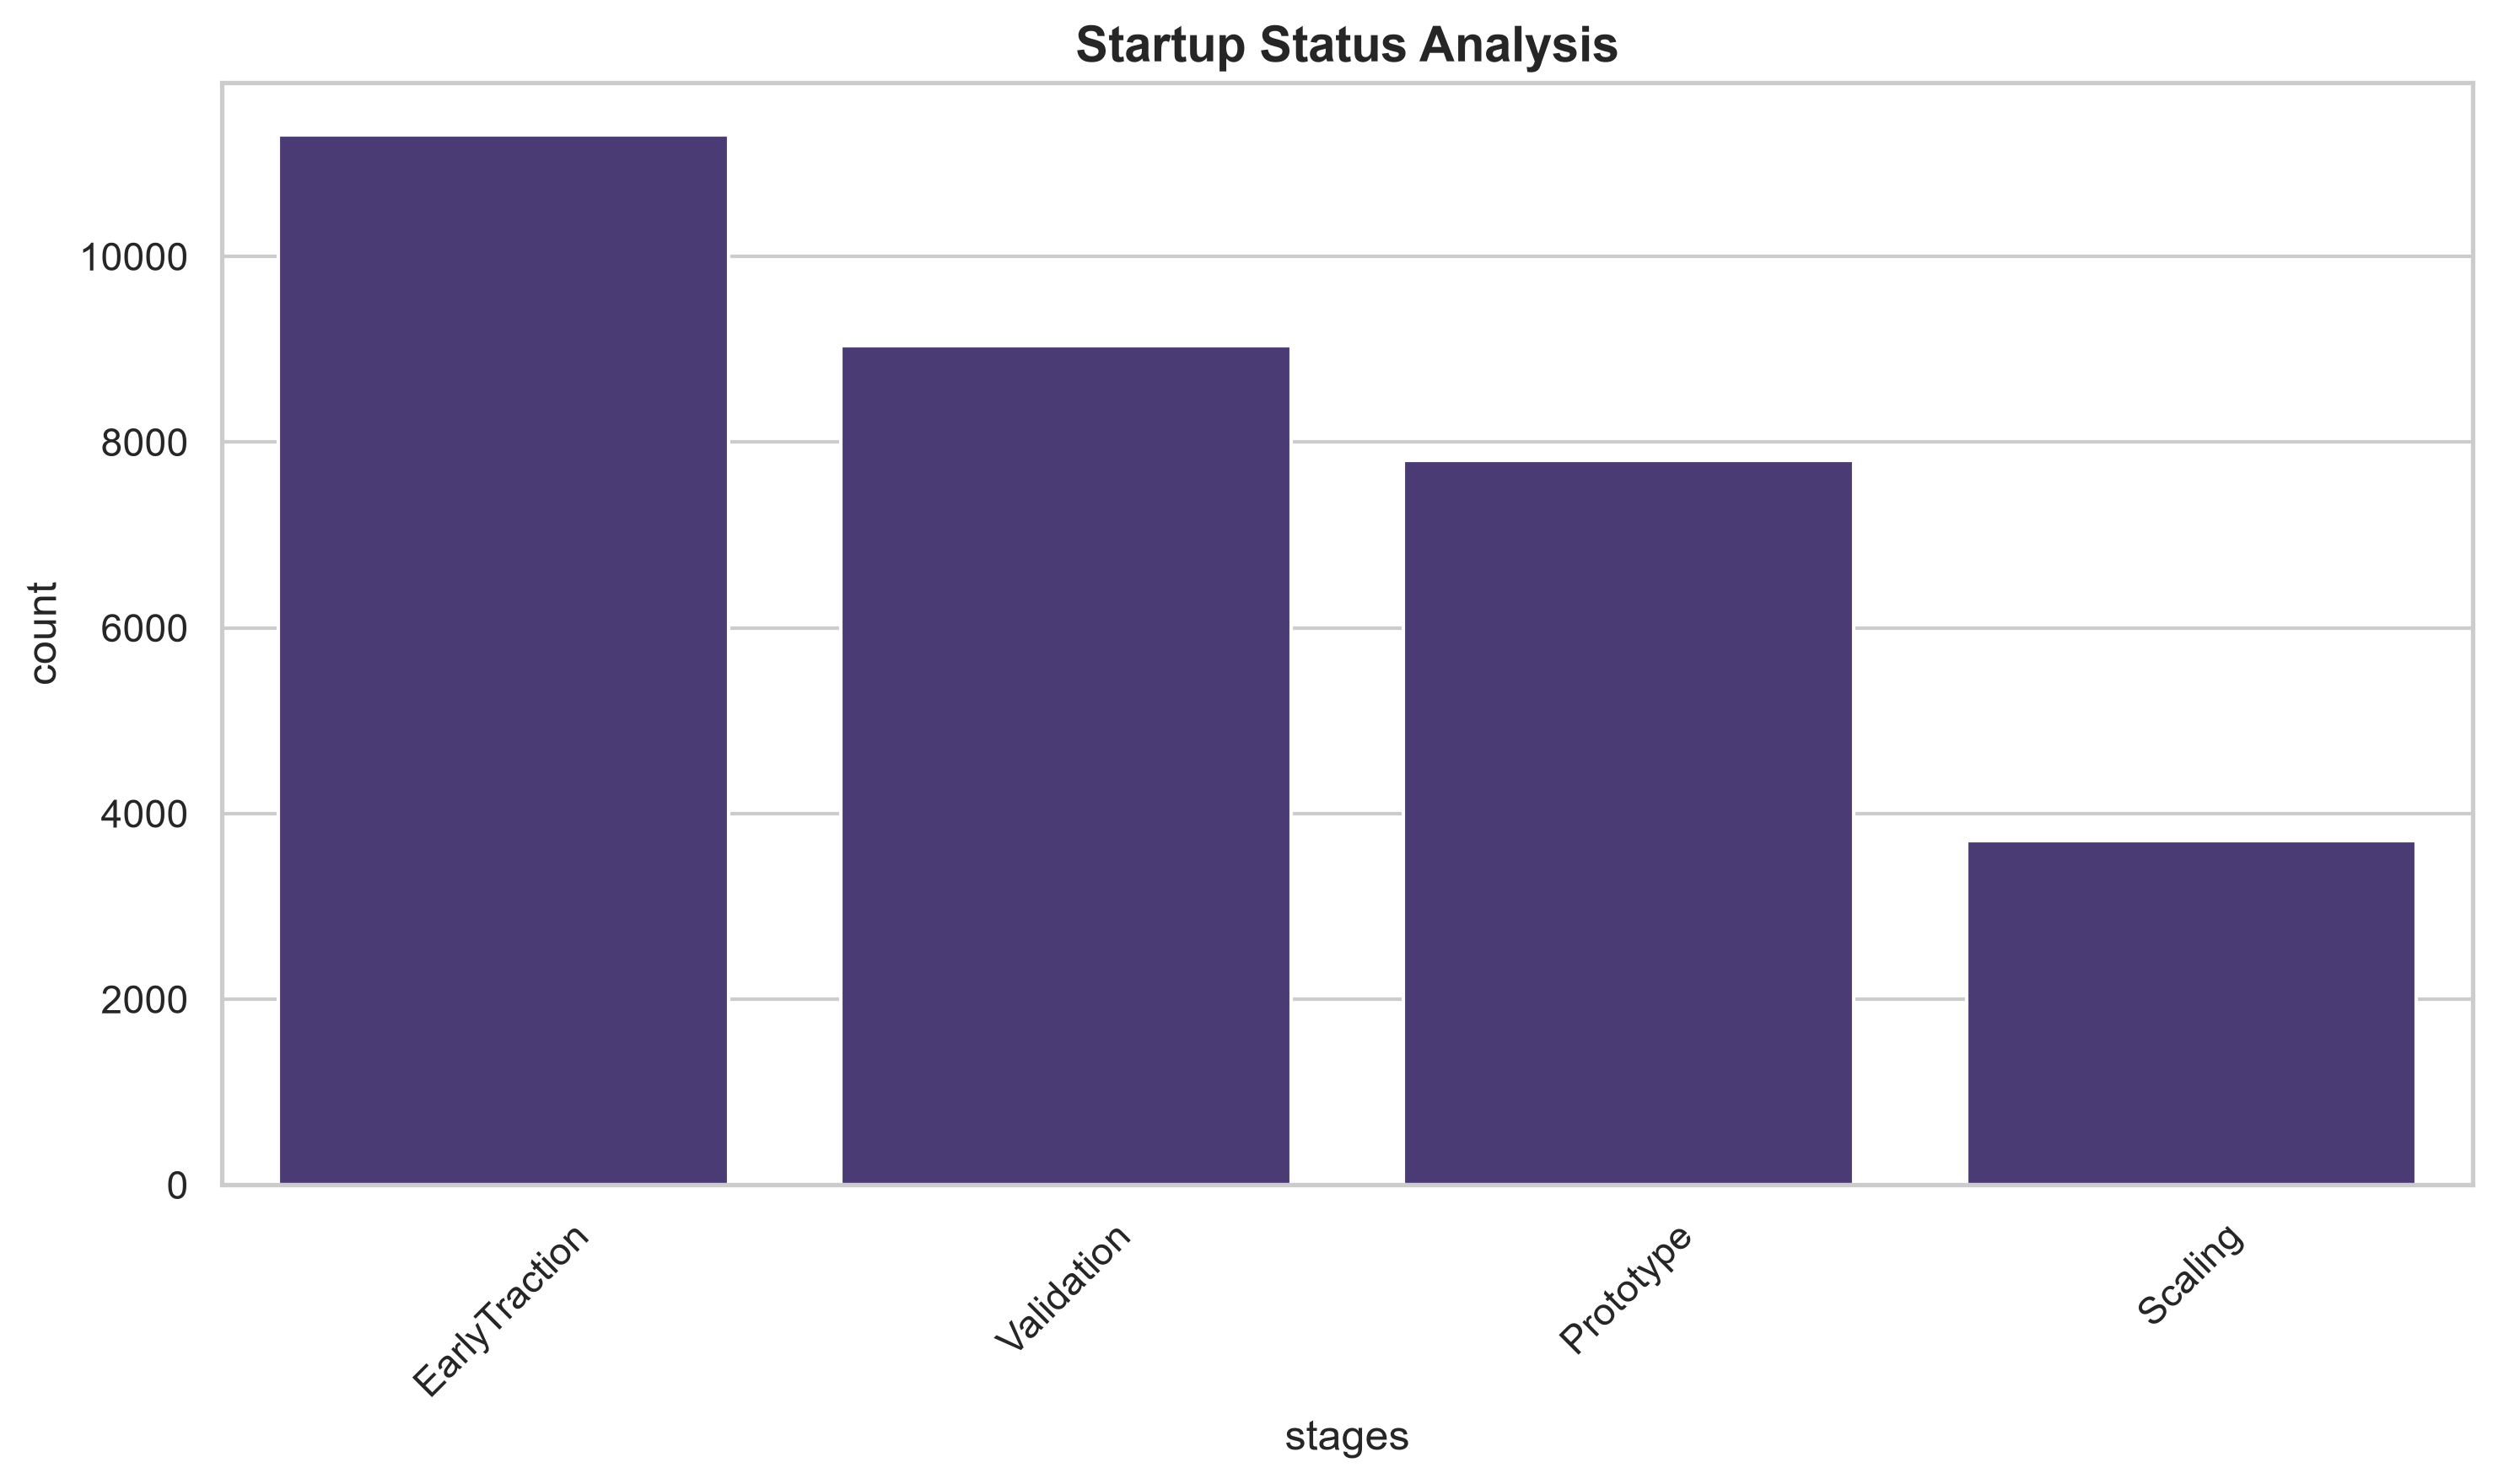 Startup Status Analysis
count
10000
8000
6000
4000
2000
0
EarlyTraction
Validation
Prototype
Scaling
stages